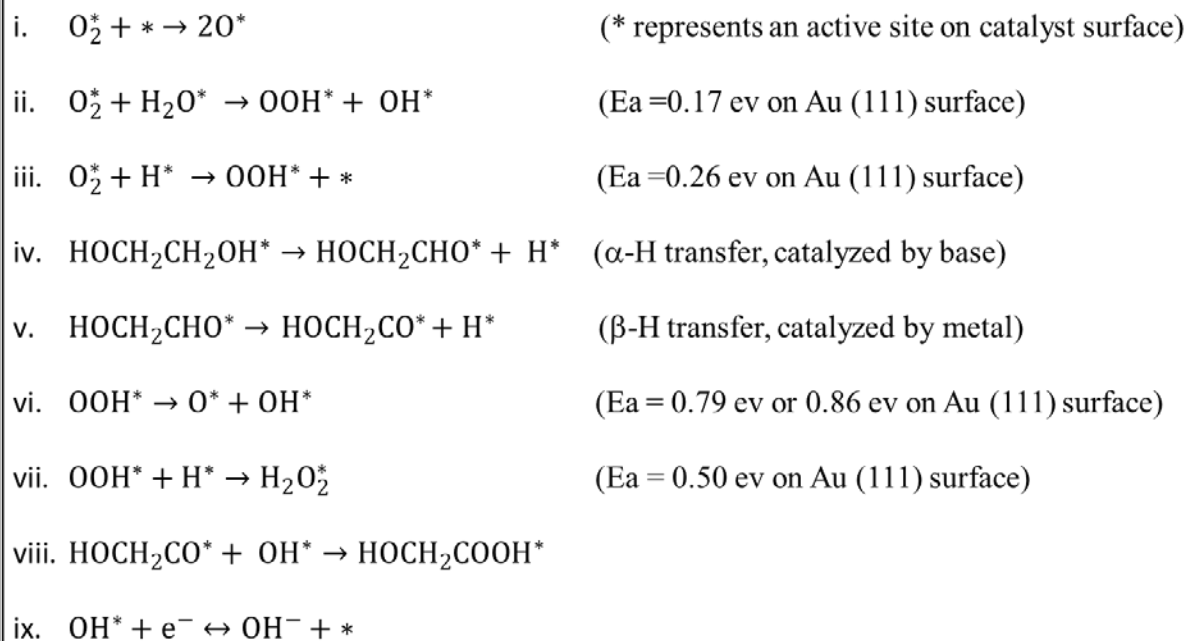 i. O₂* + * → 2O* (* represents an active site on catalyst surface)
ii. O₂* + H₂O* → OOH* + OH* (Ea =0.17 ev on Au (111) surface)
iii. O₂* + H* → OOH* + * (Ea =0.26 ev on Au (111) surface)
iv. HOCH₂CH₂OH* → HOCH₂CHO* + H* (α-H transfer, catalyzed by base)
v. HOCH₂CHO* → HOCH₂CO* + H* (β-H transfer, catalyzed by metal)
vi. OOH* → O* + OH* (Ea = 0.79 ev or 0.86 ev on Au (111) surface)
vii. OOH* + H* → H₂O₂* (Ea = 0.50 ev on Au (111) surface)
viii. HOCH₂CO* + OH* → HOCH₂COOH*
ix. OH* + e⁻ ↔ OH⁻ + *